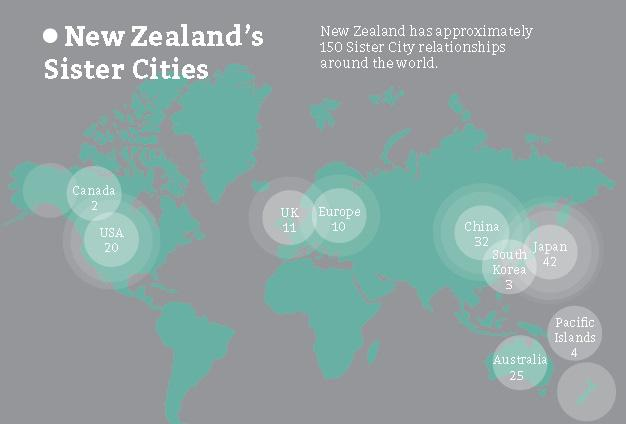 New Zealand's
Sister Cities
New Zealand has approximately
150 Sister City relationships
around the world.
Canada
2
USA
20
UK
11
Europe
10
China
32
South
Korea
3
Japan
42
Pacific
Islands
4
Australia
25